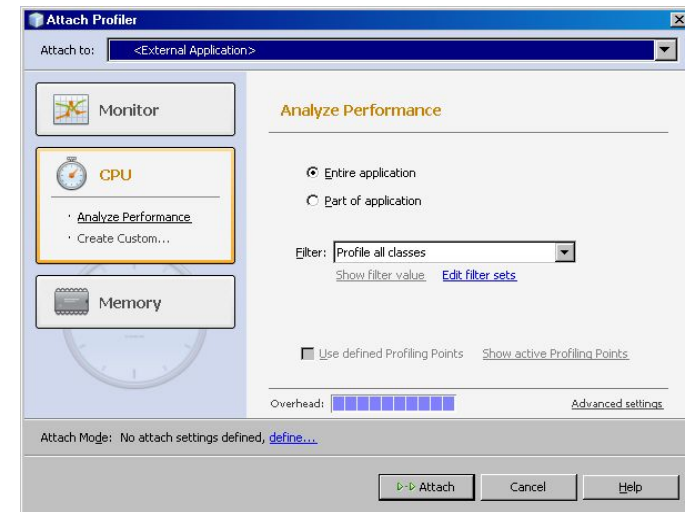 Attach Profiler
Attach to: <External Application>
Monitor
CPU
· Analyze Performance
· Create Custom...
Memory
Analyze Performance
Entire application
Part of application
Filter: Profile all classes
Show filter value Edit filter sets
Use defined Profiling Points Show active Profiling Points
Overhead: Advanced settings
Attach Mode: No attach settings defined, define...
Attach Cancel Help